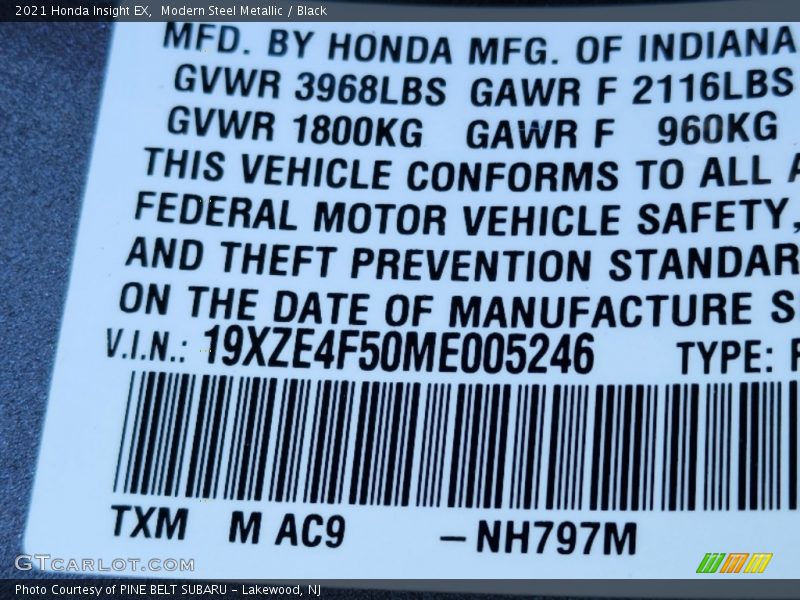 2021 Honda Insight EX, Modern Steel Metallic / Black
MFD. BY HONDA MFG. OF INDIANA
GVWR 3968LBS GAWR F 2116LBS
GVWR 1800KG GAWR F 960KG
THIS VEHICLE CONFORMS TO ALL
FEDERAL MOTOR VEHICLE SAFETY,
AND THEFT PREVENTION STANDAR
ON THE DATE OF MANUFACTURE S
V.I.N.: 19XZE4F50ME005246 TYPE: P
TXM M AC9 -NH797M
GTCARLOT.COM
Photo Courtesy of PINE BELT SUBARU - Lakewood, NJ